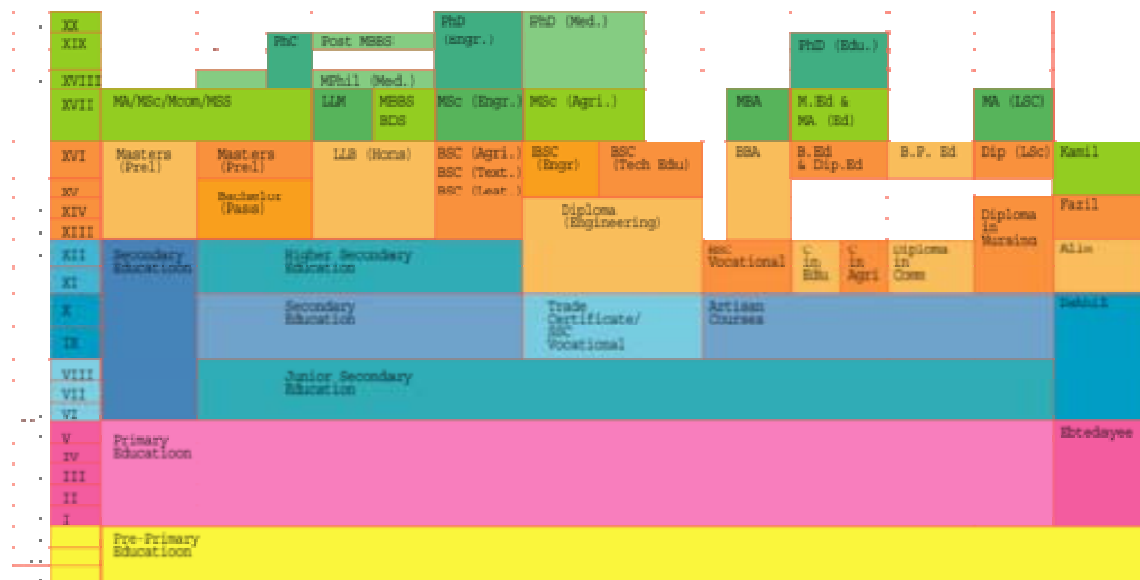 XX
PhD
PhD (Med.)
XIX
PhC
Post MBBS
(Engr.)
PhD (Edu.)
XVIII
MPhil (Med.)
XVII
MA/MSc/Mcom/MSS
LLM
MBBS
BDS
MSc (Engr.)
MSc (Agri.)
MBA
M.Ed &
MA (Ed)
MA (LSC)
XVI
Masters
(Prel)
Masters
(Prel)
LLB (Hons)
BSC (Agri.)
BSC (Text.)
BSC (Leat.)
BSC
(Engr)
BSC
(Tech Edu)
BBA
B.Ed
& Dip.Ed
B.P. Ed
Dip (LSc)
Kamil
XV
Bachelor
(Pass)
XIV
Diploma
(Engineering)
Diploma
in
Nursing
Fazil
XIII
XII
Secondary
Educatioon
Higher Secondary
Education
BSC
Vocational
C
in
Edu
C
in
Agri
Diploma
in
Comm
Alim
XI
X
Secondary
Education
Trade
Certificate/
SSC
Vocational
Artisan
Courses
Dakhil
IX
VIII
Junior Secondary
Education
VII
VI
V
Primary
Educatioon
Ebtedayee
IV
III
II
I
Pre-Primary
Educatioon